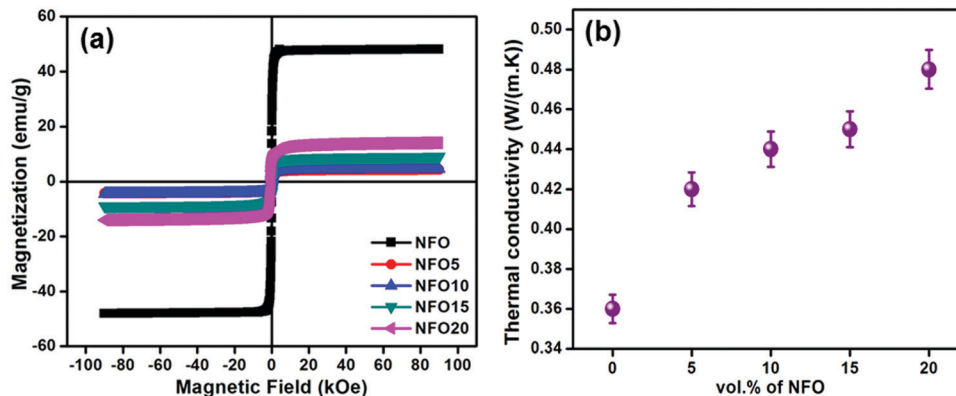 (a)
Magnetization (emu/g)
60
40
20
0
-20
-40
-60
-100 -80 -60 -40 -20 0 20 40 60 80 100
Magnetic Field (kOe)
NFO
NFO5
NFO10
NFO15
NFO20
(b)
Thermal conductivity (W/(m.K))
0.50
0.48
0.46
0.44
0.42
0.40
0.38
0.36
0.34
0 5 10 15 20
vol.% of NFO